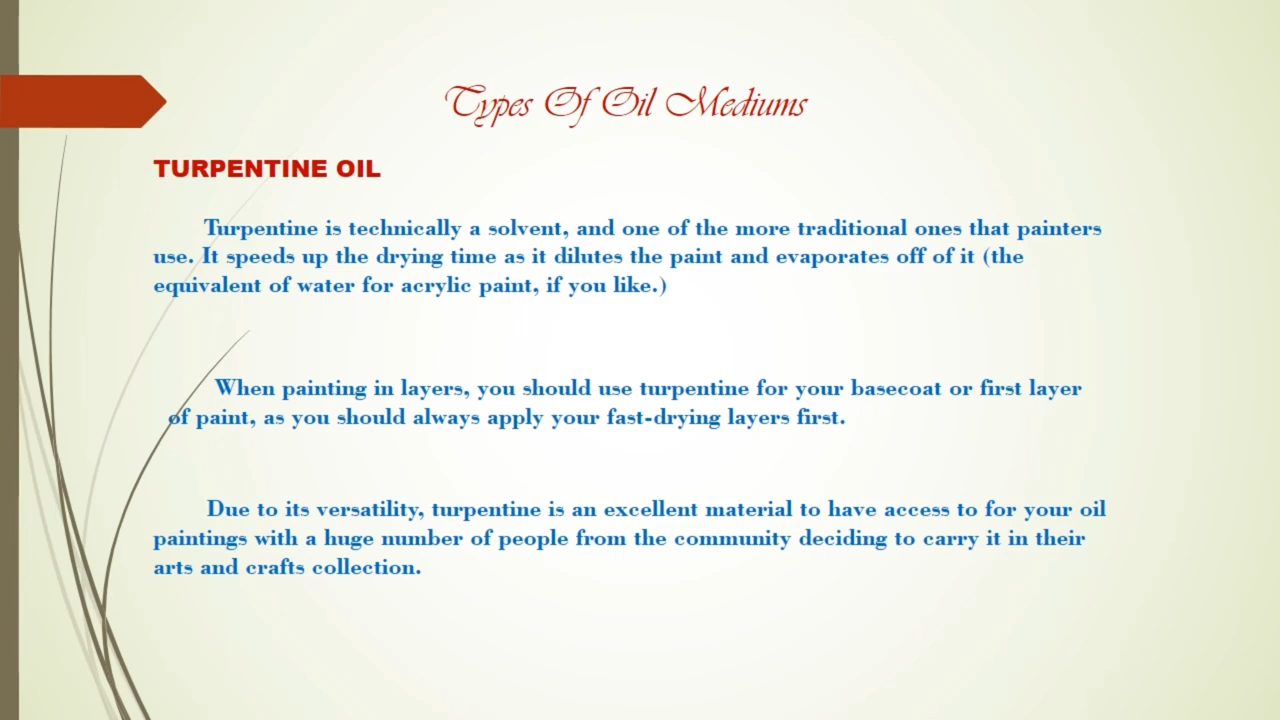 Types Of Oil Mediums
TURPENTINE OIL
Turpentine is technically a solvent, and one of the more traditional ones that painters
use. It speeds up the drying time as it dilutes the paint and evaporates off of it (the
equivalent of water for acrylic paint, if you like.)
When painting in layers, you should use turpentine for your basecoat or first layer
of paint, as you should always apply your fast-drying layers first.
Due to its versatility, turpentine is an excellent material to have access to for your oil
paintings with a huge number of people from the community deciding to carry it in their
arts and crafts collection.